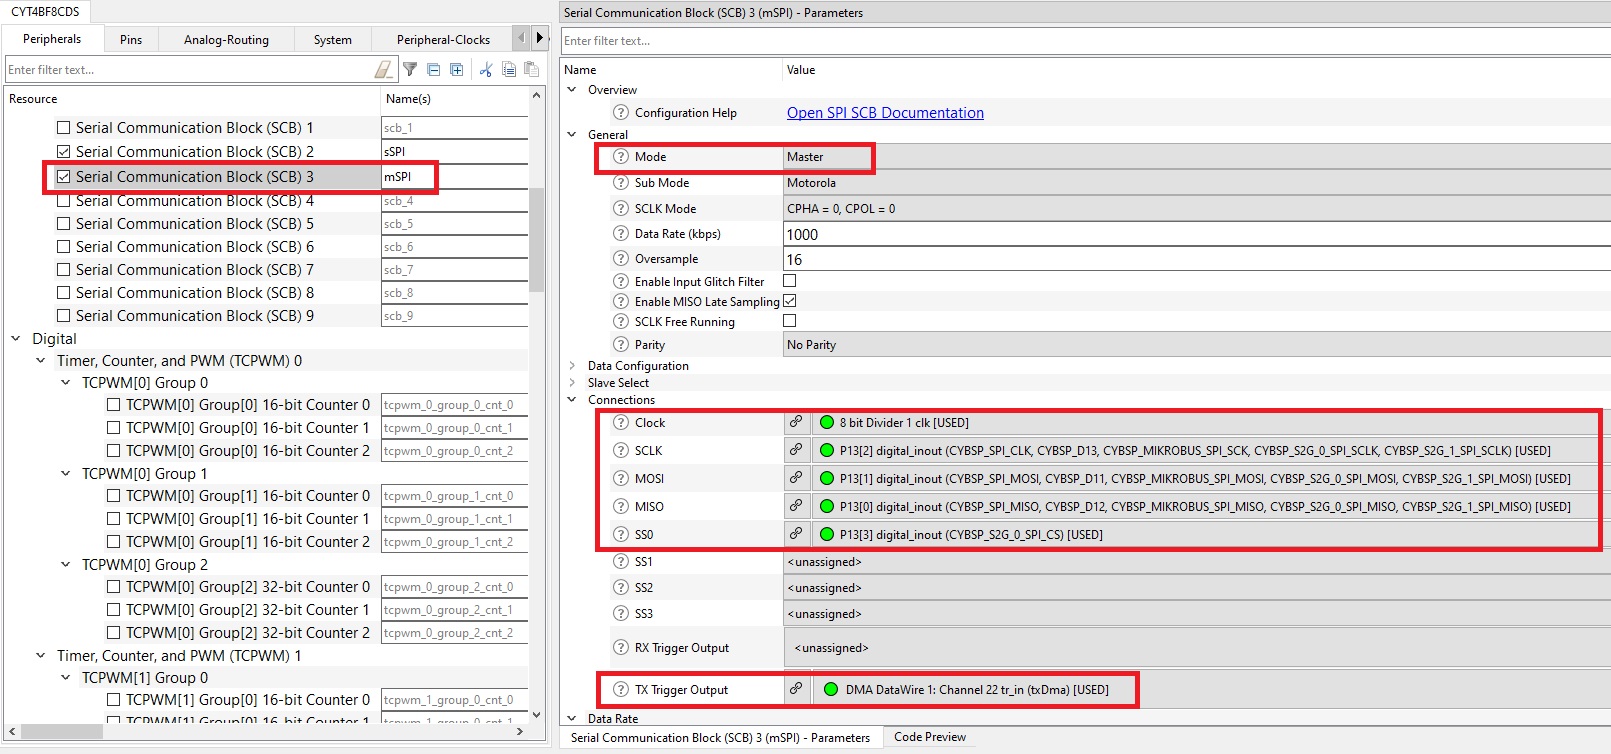 CYT4BF8CDS
Peripherals Pins Analog-Routing System Peripheral-Clocks
Enter filter text...
Resource Name(s)
Serial Communication Block (SCB) 1 scb_1
Serial Communication Block (SCB) 2 sSPI
Serial Communication Block (SCB) 3 mSPI
Serial Communication Block (SCB) 4 scb_4
Serial Communication Block (SCB) 5 scb_5
Serial Communication Block (SCB) 6 scb_6
Serial Communication Block (SCB) 7 scb_7
Serial Communication Block (SCB) 8 scb_8
Serial Communication Block (SCB) 9 scb_9
Digital
Timer, Counter, and PWM (TCPWM) 0
TCPWM[0] Group 0
TCPWM[0] Group[0] 16-bit Counter 0 tcpwm_0_group_0_cnt_0
TCPWM[0] Group[0] 16-bit Counter 1 tcpwm_0_group_0_cnt_1
TCPWM[0] Group[0] 16-bit Counter 2 tcpwm_0_group_0_cnt_2
TCPWM[0] Group 1
TCPWM[0] Group[1] 16-bit Counter 0 tcpwm_0_group_1_cnt_0
TCPWM[0] Group[1] 16-bit Counter 1 tcpwm_0_group_1_cnt_1
TCPWM[0] Group[1] 16-bit Counter 2 tcpwm_0_group_1_cnt_2
TCPWM[0] Group 2
TCPWM[0] Group[2] 32-bit Counter 0 tcpwm_0_group_2_cnt_0
TCPWM[0] Group[2] 32-bit Counter 1 tcpwm_0_group_2_cnt_1
TCPWM[0] Group[2] 32-bit Counter 2 tcpwm_0_group_2_cnt_2
Timer, Counter, and PWM (TCPWM) 1
TCPWM[1] Group 0
TCPWM[1] Group[0] 16-bit Counter 0 tcpwm_1_group_0_cnt_0
TCPWM[1] Group[0] 16-bit Counter 1 tcpwm_1_group_0_cnt_1
Serial Communication Block (SCB) 3 (mSPI) - Parameters
Enter filter text...
Name Value
Overview
Configuration Help Open SPI SCB Documentation
General
Mode Master
Sub Mode Motorola
SCLK Mode CPHA = 0, CPOL = 0
Data Rate (kbps) 1000
Oversample 16
Enable Input Glitch Filter
Enable MISO Late Sampling
SCLK Free Running
Parity No Parity
Data Configuration
Slave Select
Connections
Clock 8 bit Divider 1 clk [USED]
SCLK P13[2] digital_inout (CYBSP_SPI_CLK, CYBSP_D13, CYBSP_MIKROBUS_SPI_SCK, CYBSP_S2G_0_SPI_SCLK, CYBSP_S2G_1_SPI_SCLK) [USED]
MOSI P13[1] digital_inout (CYBSP_SPI_MOSI, CYBSP_D11, CYBSP_MIKROBUS_SPI_MOSI, CYBSP_S2G_0_SPI_MOSI, CYBSP_S2G_1_SPI_MOSI) [USED]
MISO P13[0] digital_inout (CYBSP_SPI_MISO, CYBSP_D12, CYBSP_MIKROBUS_SPI_MISO, CYBSP_S2G_0_SPI_MISO, CYBSP_S2G_1_SPI_MISO) [USED]
SS0 P13[3] digital_inout (CYBSP_S2G_0_SPI_CS) [USED]
SS1 <unassigned>
SS2 <unassigned>
SS3 <unassigned>
RX Trigger Output <unassigned>
TX Trigger Output DMA DataWire 1: Channel 22 tr_in (txDma) [USED]
Data Rate
Serial Communication Block (SCB) 3 (mSPI) - Parameters Code Preview